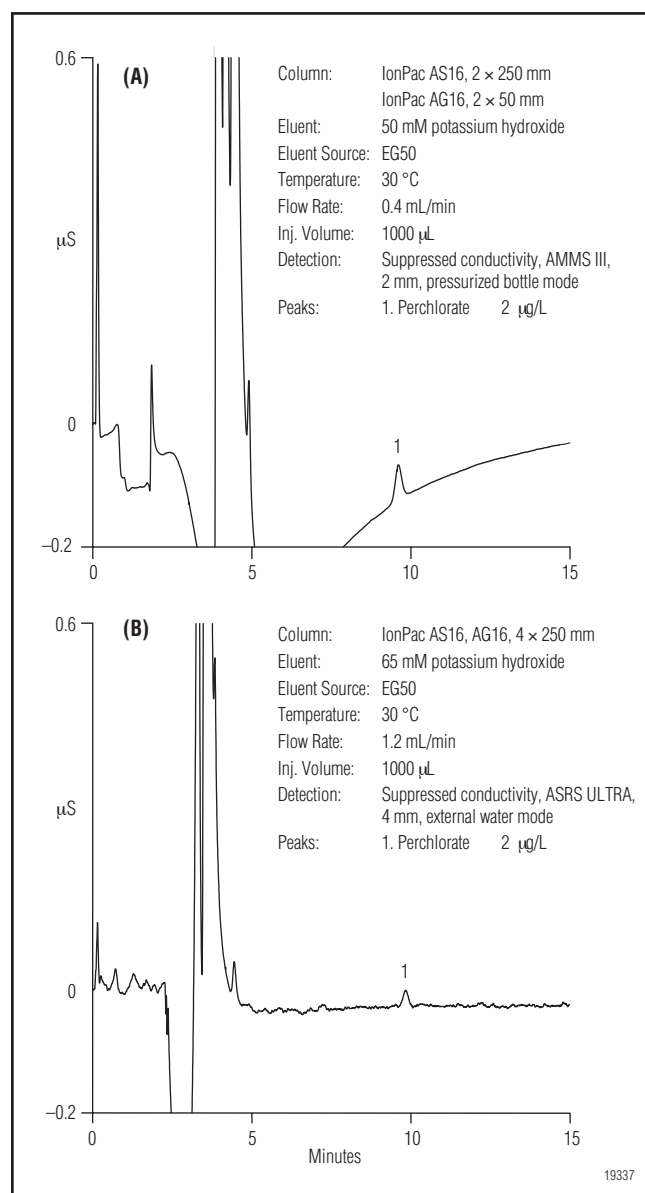 0.6
(A)
Column: IonPac AS16, 2 × 250 mm
IonPac AG16, 2 × 50 mm
Eluent: 50 mM potassium hydroxide
Eluent Source: EG50
Temperature: 30 °C
Flow Rate: 0.4 mL/min
Inj. Volume: 1000 µL
Detection: Suppressed conductivity, AMMS III,
2 mm, pressurized bottle mode
Peaks: 1. Perchlorate 2 µg/L
µS
0
1
–0.2
0 5 10 15
0.6
(B)
Column: IonPac AS16, AG16, 4 × 250 mm
Eluent: 65 mM potassium hydroxide
Eluent Source: EG50
Temperature: 30 °C
Flow Rate: 1.2 mL/min
Inj. Volume: 1000 µL
Detection: Suppressed conductivity, ASRS ULTRA,
4 mm, external water mode
Peaks: 1. Perchlorate 2 µg/L
µS
1
0
–0.2
0 5 10 15
Minutes
19337